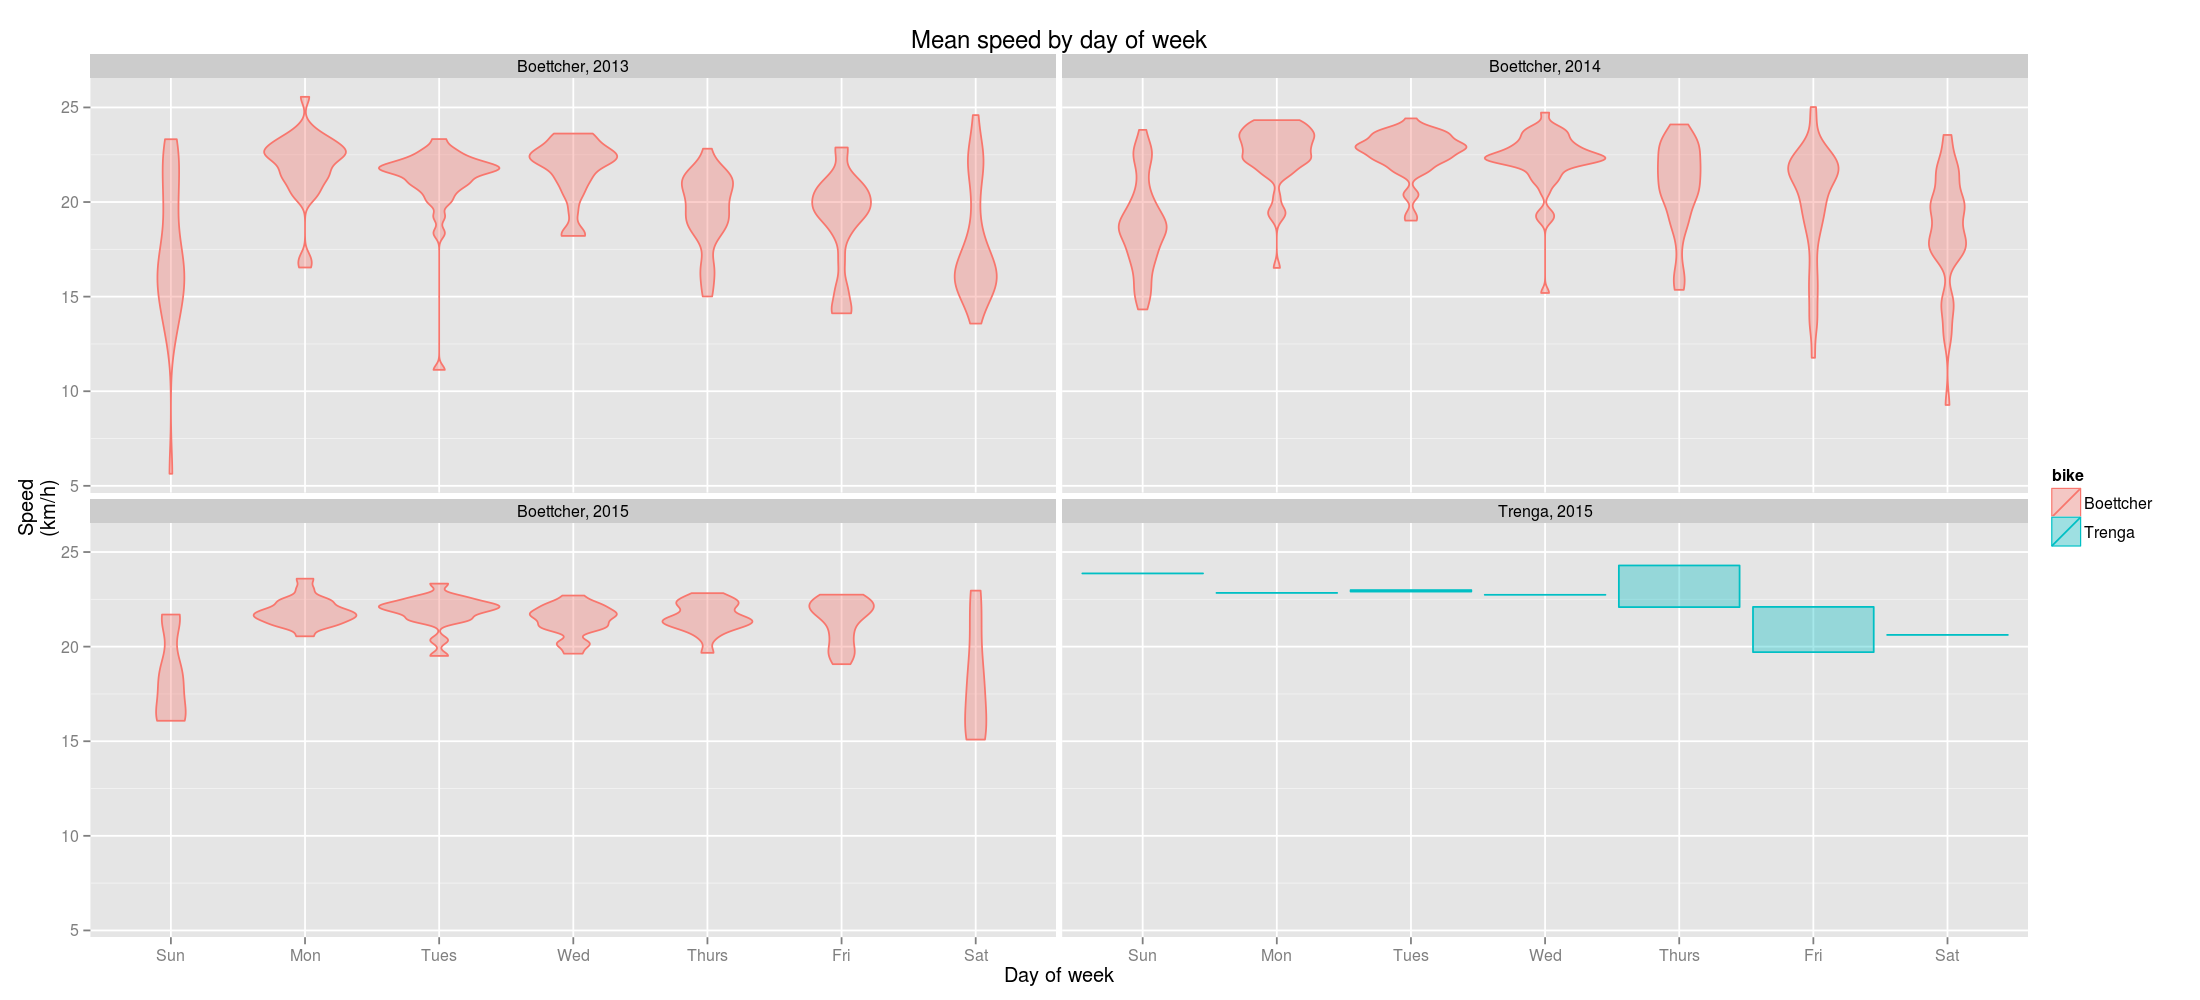 Mean speed by day of week
Boettcher, 2013
Boettcher, 2014
25
20
15
10
5
Boettcher, 2015
Trenga, 2015
25
20
15
10
5
Speed
(km/h)
Sun Mon Tues Wed Thurs Fri Sat
Sun Mon Tues Wed Thurs Fri Sat
Day of week
bike
Boettcher
Trenga